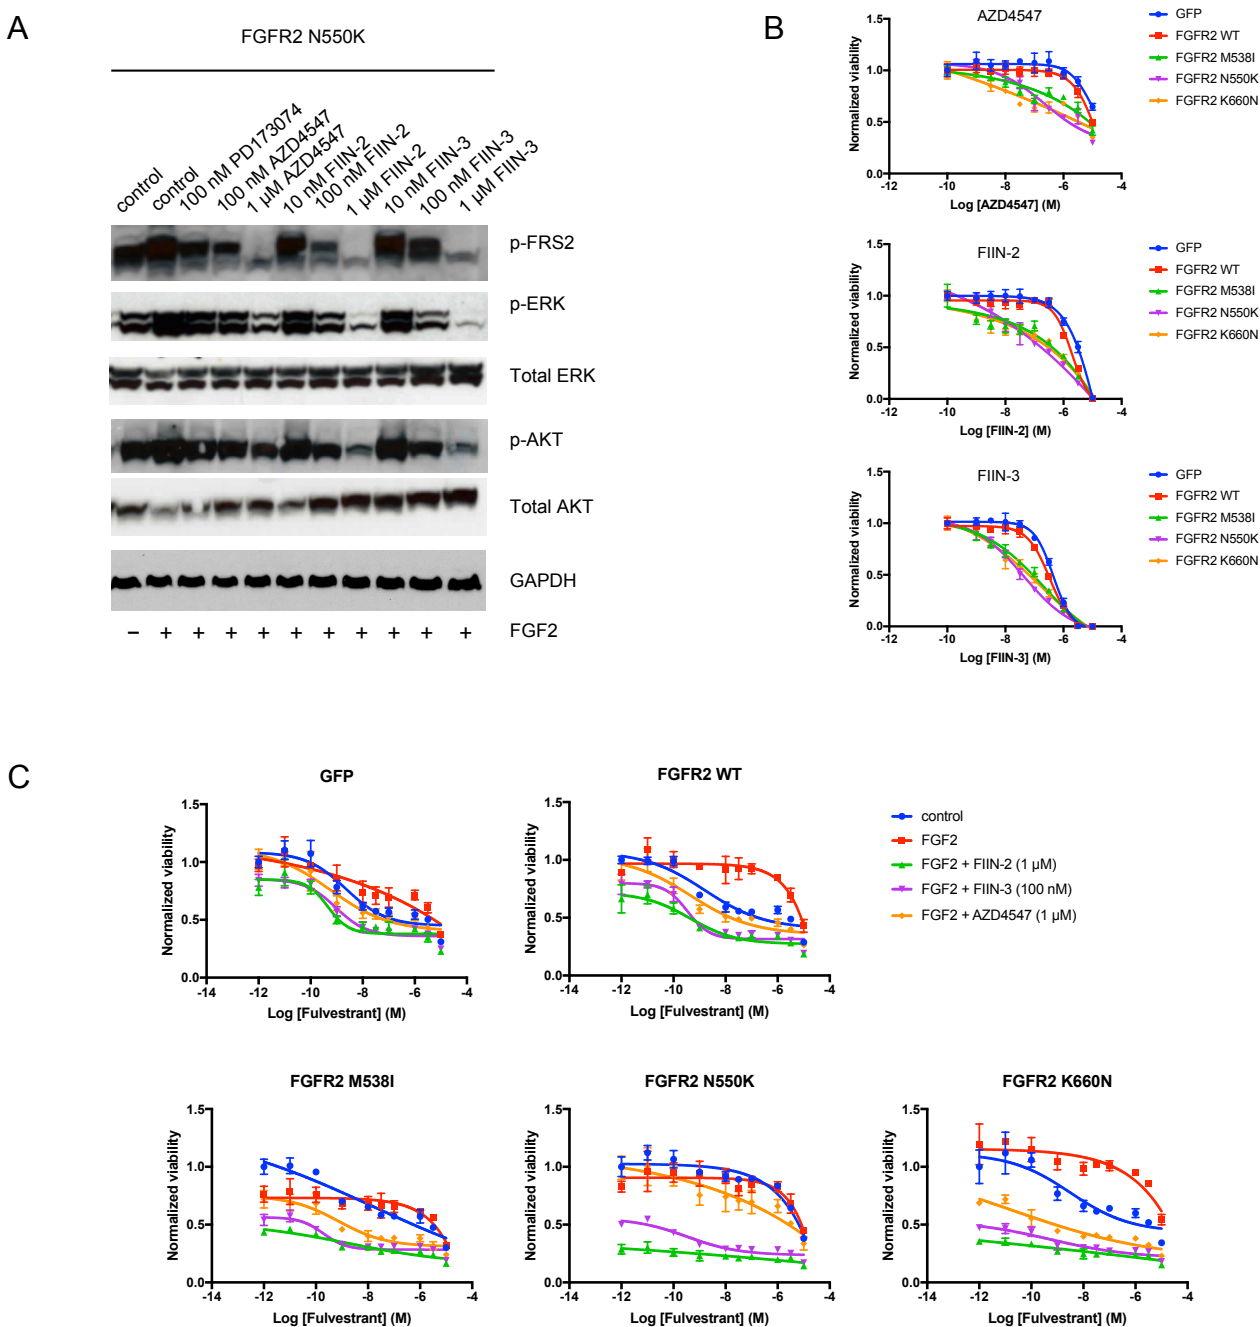 A
FGFR2 N550K
control
control
100 nM PD173074
100 nM AZD4547
1 µM AZD4547
10 nM FIIN-2
100 nM FIIN-2
1 µM FIIN-2
10 nM FIIN-3
100 nM FIIN-3
1 µM FIIN-3
p-FRS2
p-ERK
Total ERK
p-AKT
Total AKT
GAPDH
− + + + + + + + + + + FGF2
B
AZD4547
Normalized viability
1.5
1.0
0.5
0.0
-12 -10 -8 -6 -4
Log [AZD4547] (M)
GFP
FGFR2 WT
FGFR2 M538I
FGFR2 N550K
FGFR2 K660N
FIIN-2
Normalized viability
1.5
1.0
0.5
0.0
-12 -10 -8 -6 -4
Log [FIIN-2] (M)
GFP
FGFR2 WT
FGFR2 M538I
FGFR2 N550K
FGFR2 K660N
FIIN-3
Normalized viability
1.5
1.0
0.5
0.0
-12 -10 -8 -6 -4
Log [FIIN-3] (M)
GFP
FGFR2 WT
FGFR2 M538I
FGFR2 N550K
FGFR2 K660N
C
GFP
Normalized viability
1.5
1.0
0.5
0.0
-14 -12 -10 -8 -6 -4
Log [Fulvestrant] (M)
FGFR2 WT
Normalized viability
1.5
1.0
0.5
0.0
-14 -12 -10 -8 -6 -4
Log [Fulvestrant] (M)
control
FGF2
FGF2 + FIIN-2 (1 µM)
FGF2 + FIIN-3 (100 nM)
FGF2 + AZD4547 (1 µM)
FGFR2 M538I
Normalized viability
1.5
1.0
0.5
0.0
-14 -12 -10 -8 -6 -4
Log [Fulvestrant] (M)
FGFR2 N550K
Normalized viability
1.5
1.0
0.5
0.0
-14 -12 -10 -8 -6 -4
Log [Fulvestrant] (M)
FGFR2 K660N
Normalized viability
1.5
1.0
0.5
0.0
-14 -12 -10 -8 -6 -4
Log [Fulvestrant] (M)